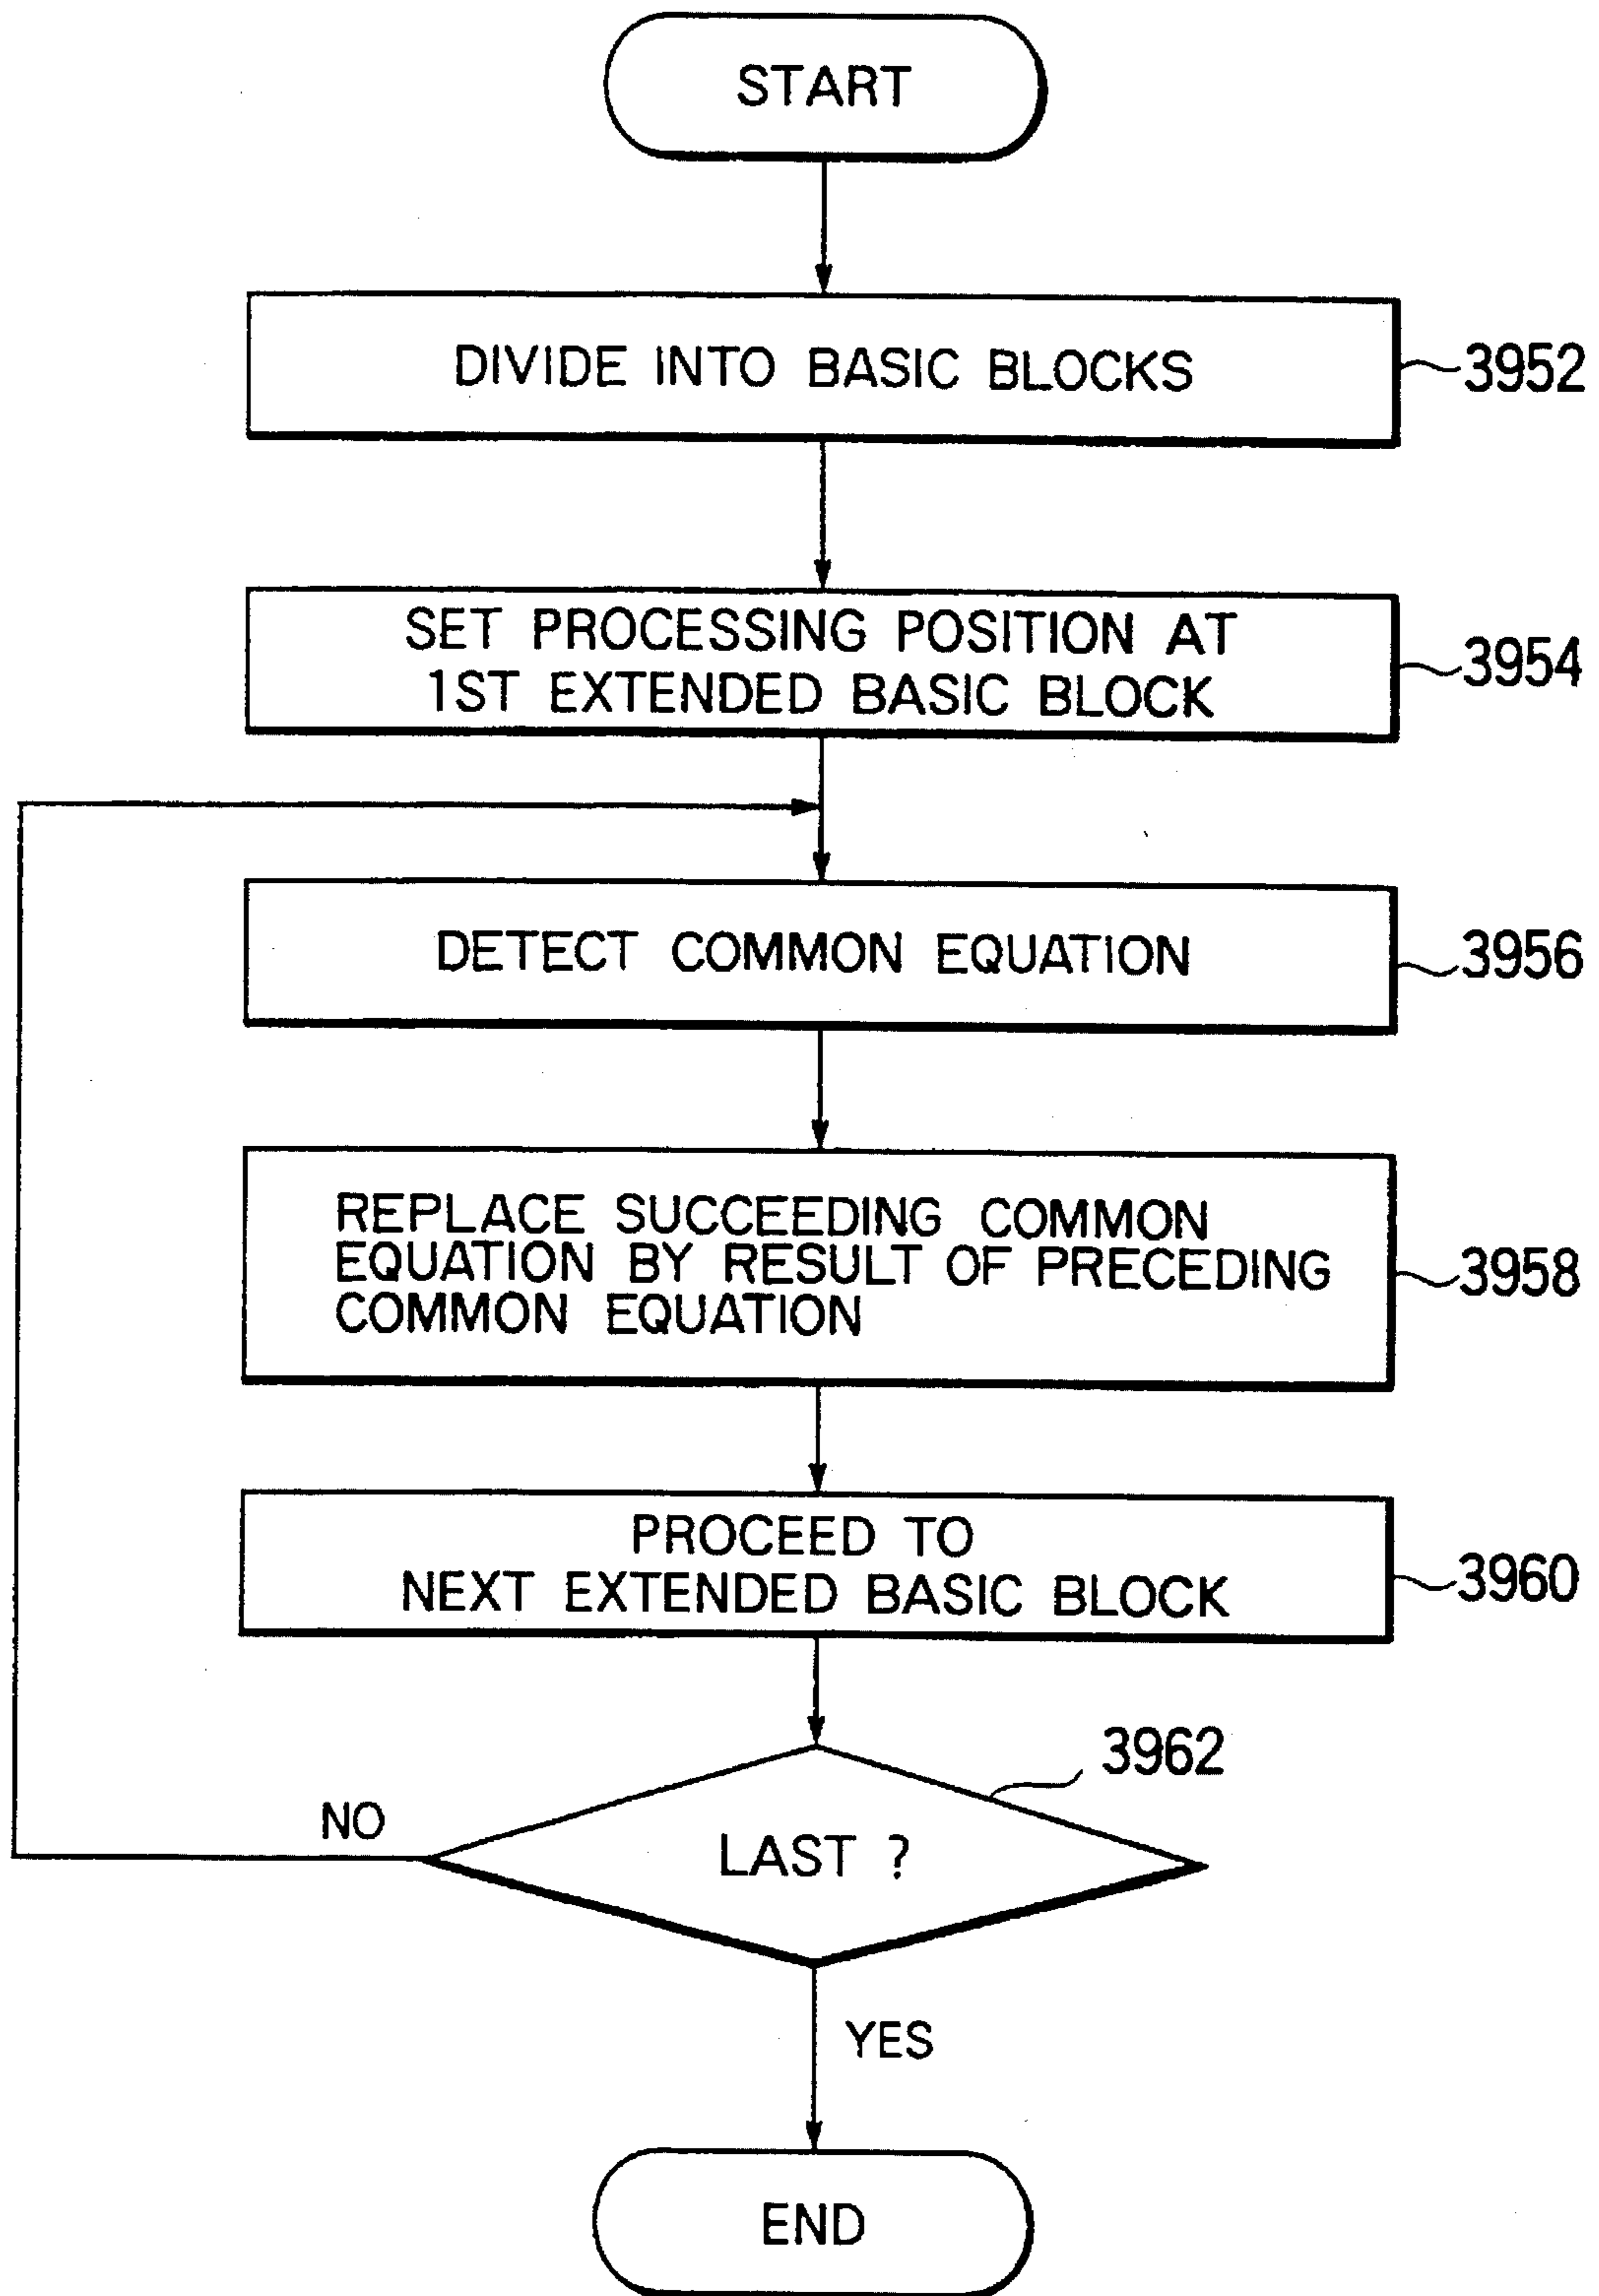 START
DIVIDE INTO BASIC BLOCKS
3952
SET PROCESSING POSITION AT
1ST EXTENDED BASIC BLOCK
3954
DETECT COMMON EQUATION
3956
REPLACE SUCCEEDING COMMON
EQUATION BY RESULT OF PRECEDING
COMMON EQUATION
3958
PROCEED TO
NEXT EXTENDED BASIC BLOCK
3960
3962
NO
LAST ?
YES
END